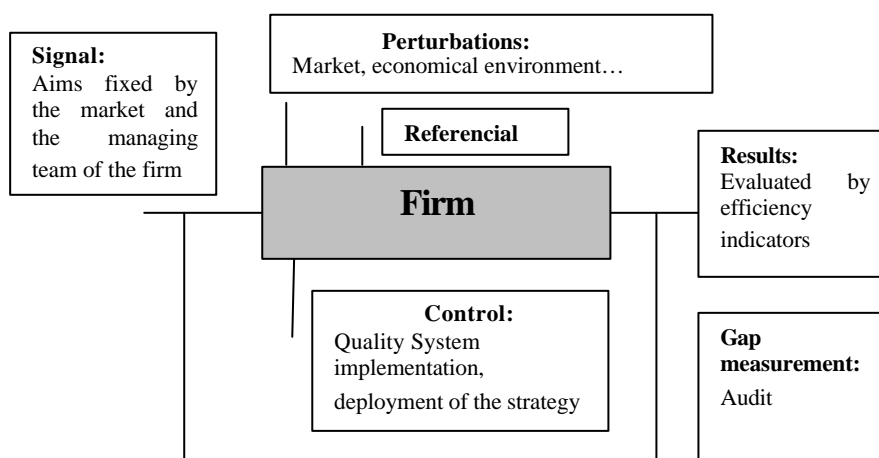 Signal:
Aims fixed by
the market and
the managing
team of the firm
Perturbations:
Market, economical environment…
Referencial
Firm
Results:
Evaluated by
efficiency
indicators
Control:
Quality System
implementation,
deployment of the strategy
Gap
measurement:
Audit